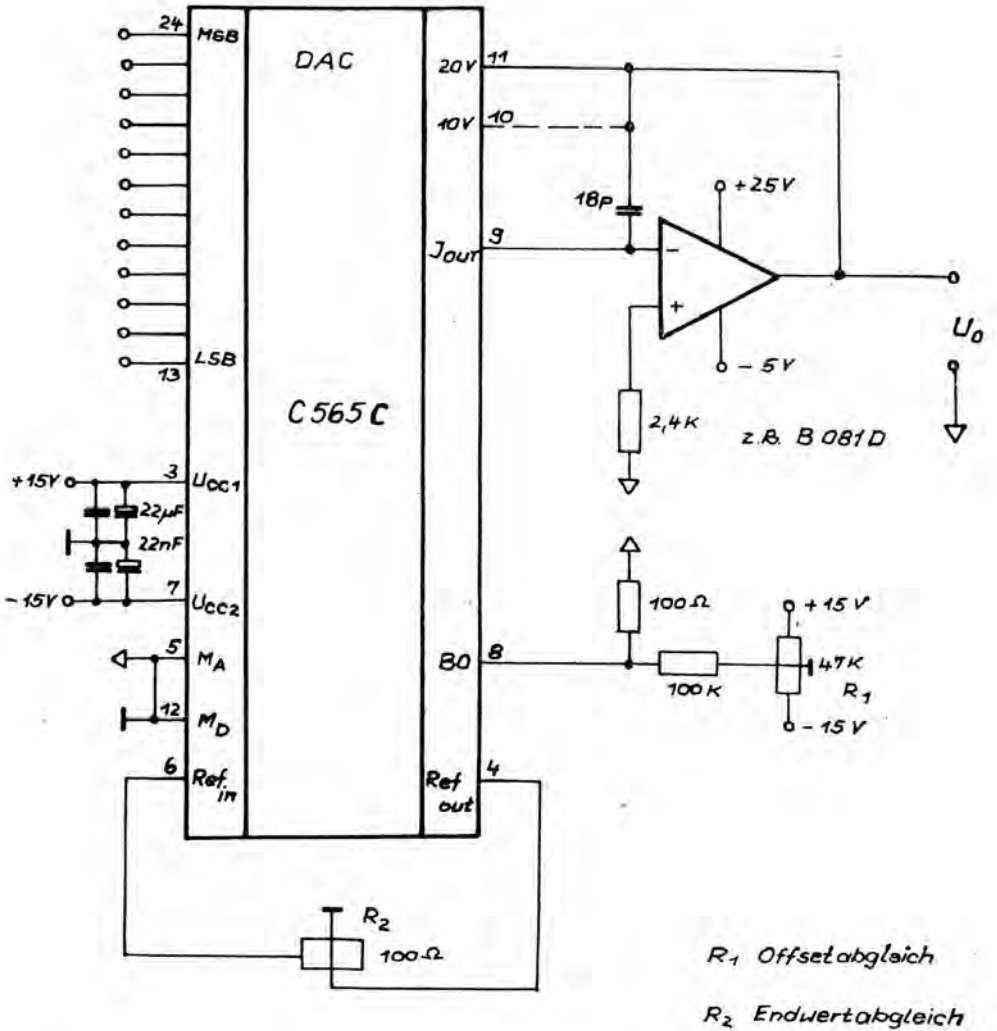 24 MSB
DAC
20V 11
10V 10
18p
+25V
9
JOUT
−
+
LSB
13
−5V
U0
C565C
2,4K
z.B. B 081D
+15V
3 UCC1
22µF
22nF
−15V
7 UCC2
100Ω
+15V
5 MA
BO 8
47K
100K
R1
12 MD
−15V
6 Ref in
Ref out 4
R2
100Ω
R1 Offsetabgleich
R2 Endwertabgleich